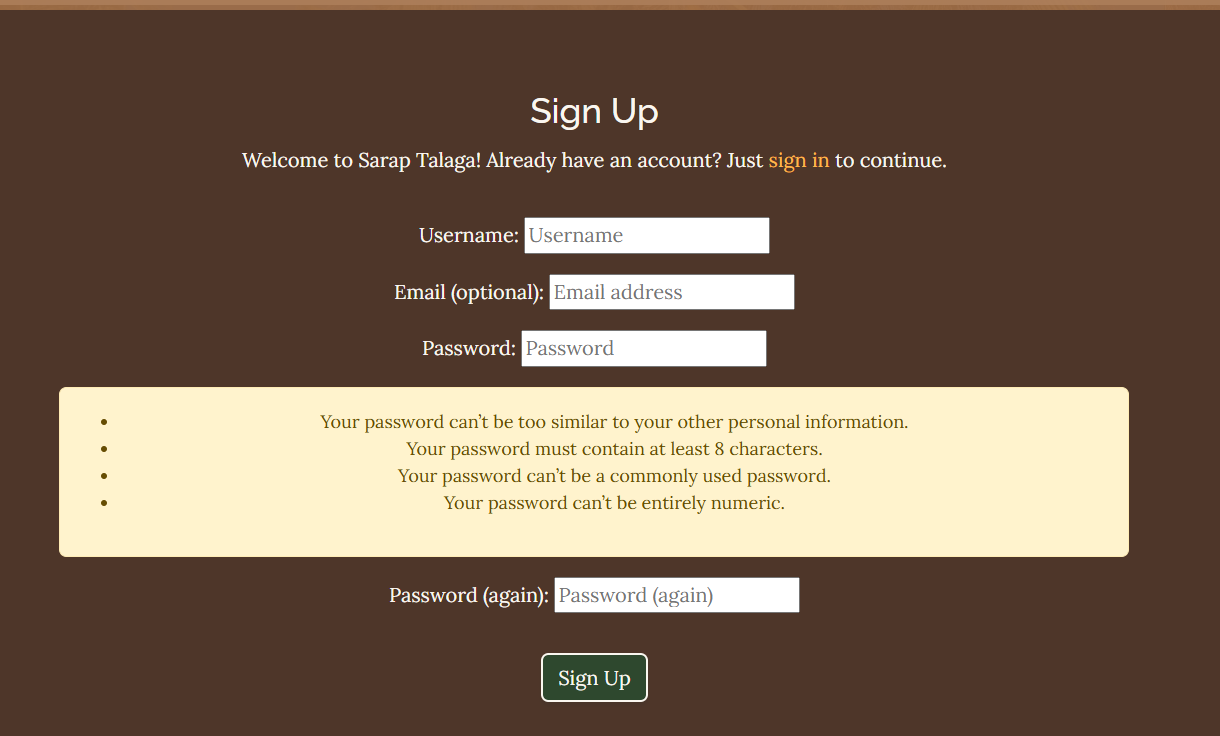 Sign Up
Welcome to Sarap Talaga! Already have an account? Just sign in to continue.
Username: Username
Email (optional): Email address
Password: Password
• Your password can’t be too similar to your other personal information.
• Your password must contain at least 8 characters.
• Your password can’t be a commonly used password.
• Your password can’t be entirely numeric.
Password (again): Password (again)
Sign Up